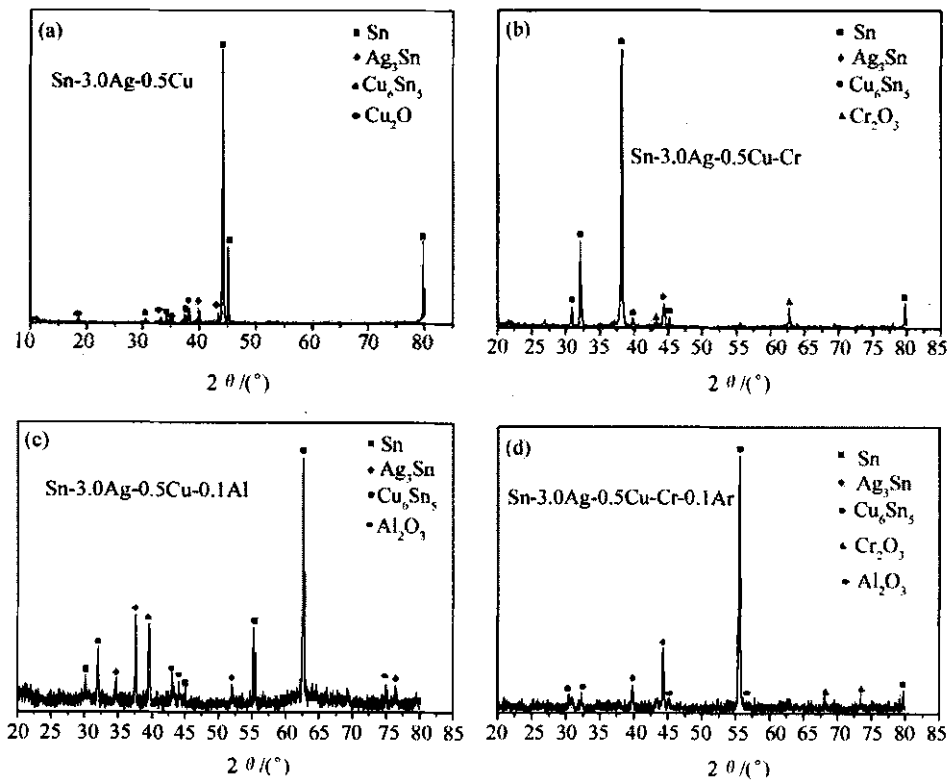 (a)
Sn
Ag3Sn
Cu6Sn5
Cu2O
Sn-3.0Ag-0.5Cu
10 20 30 40 50 60 70 80
2 θ/(°)
(b)
Sn
Ag3Sn
Cu6Sn5
Cr2O3
Sn-3.0Ag-0.5Cu-Cr
20 25 30 35 40 45 50 55 60 65 70 75 80 85
2 θ/(°)
(c)
Sn
Ag3Sn
Cu6Sn5
Al2O3
Sn-3.0Ag-0.5Cu-0.1Al
20 25 30 35 40 45 50 55 60 65 70 75 80 85
2 θ/(°)
(d)
Sn
Ag3Sn
Cu6Sn5
Cr2O3
Al2O3
Sn-3.0Ag-0.5Cu-Cr-0.1Ar
20 25 30 35 40 45 50 55 60 65 70 75 80 85
2 θ/(°)